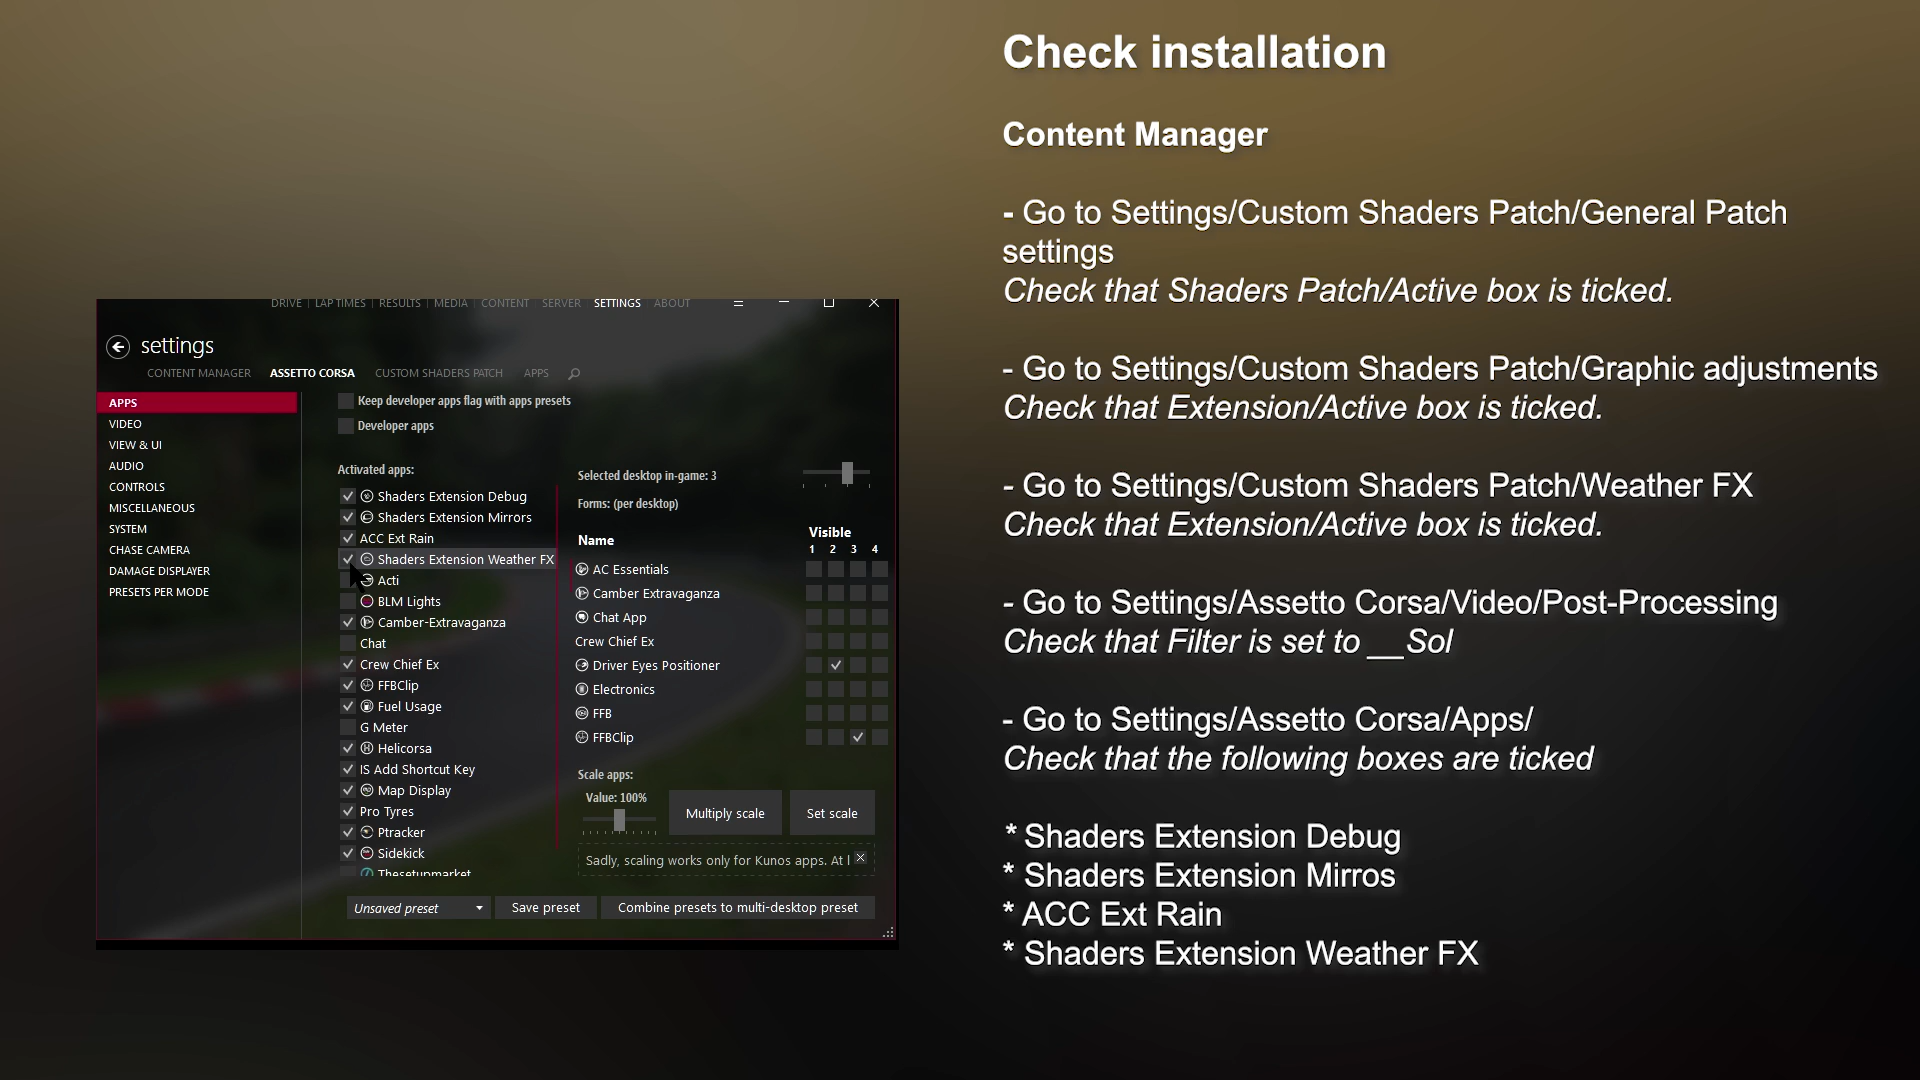 Check installation
Content Manager
- Go to Settings/Custom Shaders Patch/General Patch
settings
Check that Shaders Patch/Active box is ticked.
- Go to Settings/Custom Shaders Patch/Graphic adjustments
Check that Extension/Active box is ticked.
- Go to Settings/Custom Shaders Patch/Weather FX
Check that Extension/Active box is ticked.
- Go to Settings/Assetto Corsa/Video/Post-Processing
Check that Filter is set to __Sol
- Go to Settings/Assetto Corsa/Apps/
Check that the following boxes are ticked
* Shaders Extension Debug
* Shaders Extension Mirros
* ACC Ext Rain
* Shaders Extension Weather FX
DRIVE LAP TIMES RESULTS MEDIA CONTENT SERVER SETTINGS ABOUT
settings
CONTENT MANAGER ASSETTO CORSA CUSTOM SHADERS PATCH APPS
APPS
VIDEO
VIEW & UI
AUDIO
CONTROLS
MISCELLANEOUS
SYSTEM
CHASE CAMERA
DAMAGE DISPLAYER
PRESETS PER MODE
Keep developer apps flag with apps presets
Developer apps
Activated apps:
Shaders Extension Debug
Shaders Extension Mirrors
ACC Ext Rain
Shaders Extension Weather FX
Acti
BLM Lights
Camber-Extravaganza
Chat
Crew Chief Ex
FFBClip
Fuel Usage
G Meter
Helicorsa
IS Add Shortcut Key
Map Display
Pro Tyres
Ptracker
Sidekick
Thesetupmarket
Selected desktop in-game: 3
Forms: (per desktop)
Name
Visible
1 2 3 4
AC Essentials
Camber Extravaganza
Chat App
Crew Chief Ex
Driver Eyes Positioner
Electronics
FFB
FFBClip
Scale apps:
Value: 100%
Multiply scale
Set scale
Sadly, scaling works only for Kunos apps. At l
Unsaved preset
Save preset
Combine presets to multi-desktop preset